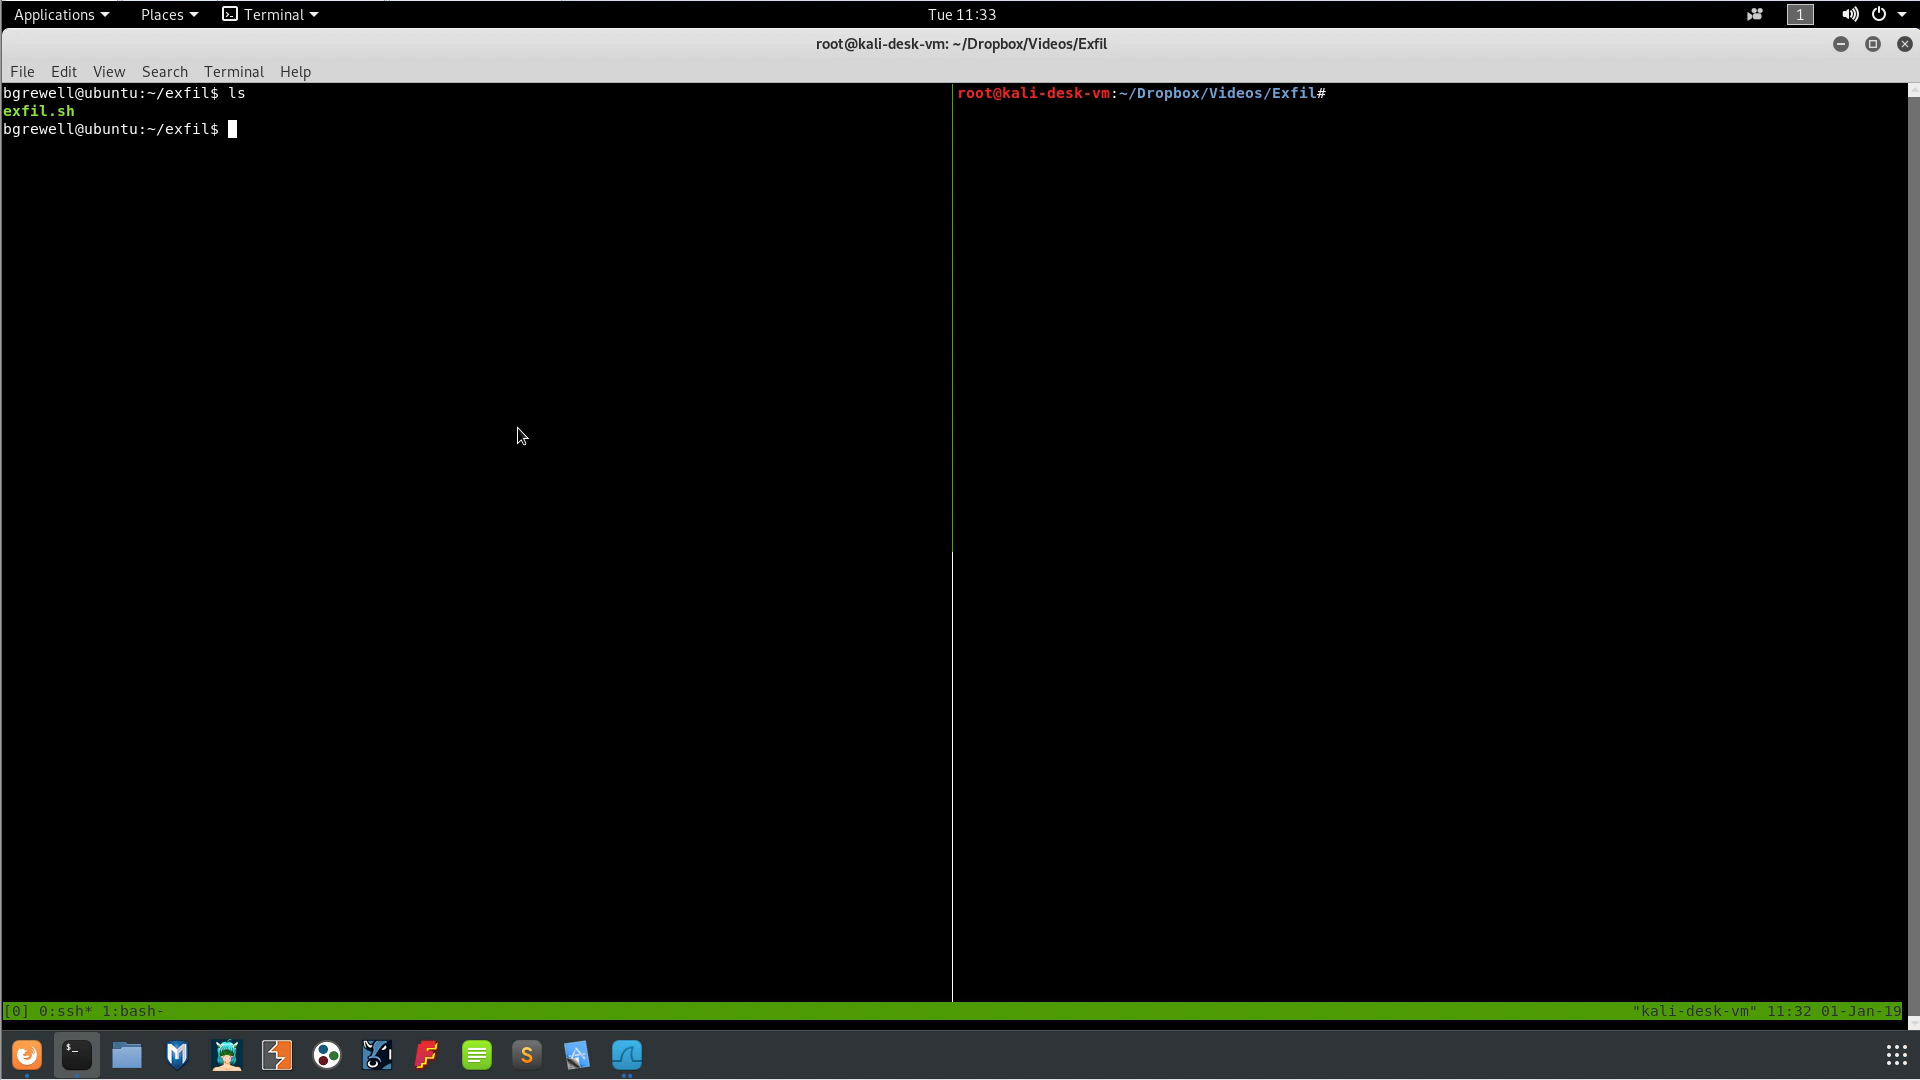 Applications Places Terminal Tue 11:33 1
root@kali-desk-vm: ~/Dropbox/Videos/Exfil
File Edit View Search Terminal Help
bgrewell@ubuntu:~/exfil$ ls
exfil.sh
bgrewell@ubuntu:~/exfil$
root@kali-desk-vm:~/Dropbox/Videos/Exfil#
[0] 0:ssh* 1:bash- "kali-desk-vm" 11:32 01-Jan-19